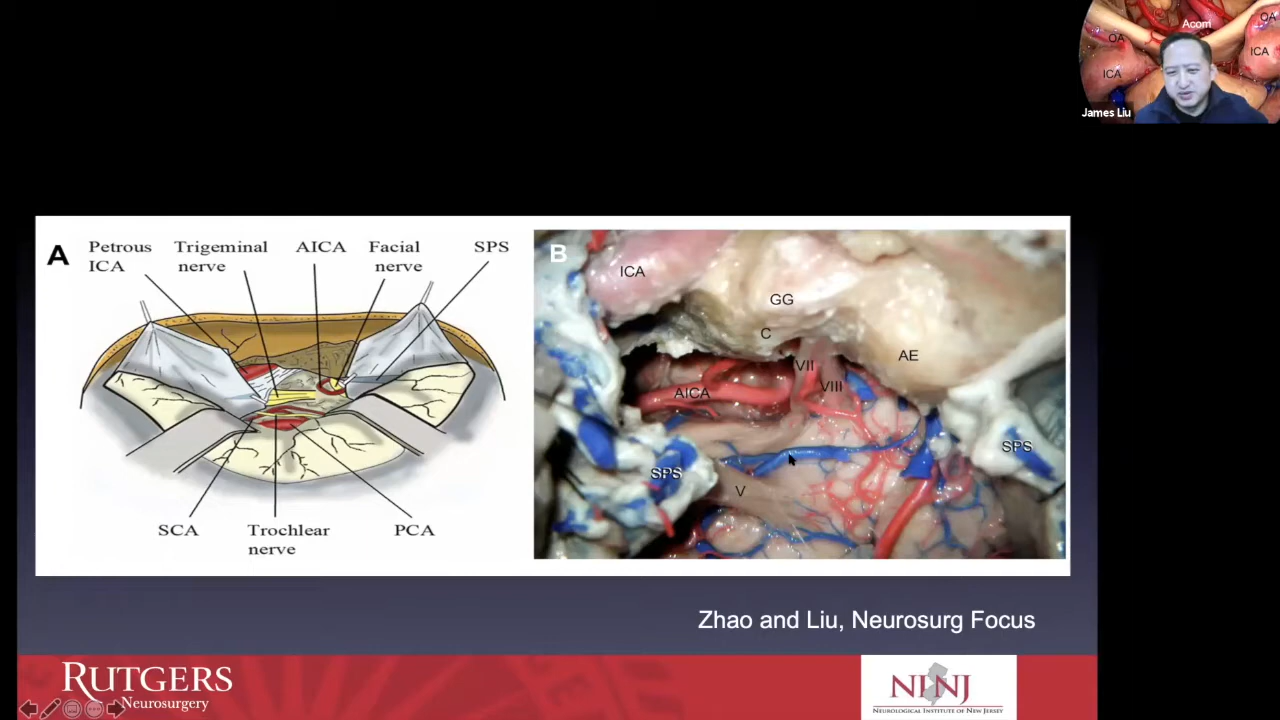 OA
Acom
OA
ICA
ICA
James Liu
A
Petrous
ICA
Trigeminal
nerve
AICA
Facial
nerve
SPS
SCA
Trochlear
nerve
PCA
B
ICA
GG
C
AE
VII
VIII
AICA
SPS
SPS
V
Zhao and Liu, Neurosurg Focus
RUTGERS
Neurosurgery
NINJ
NEUROLOGICAL INSTITUTE OF NEW JERSEY